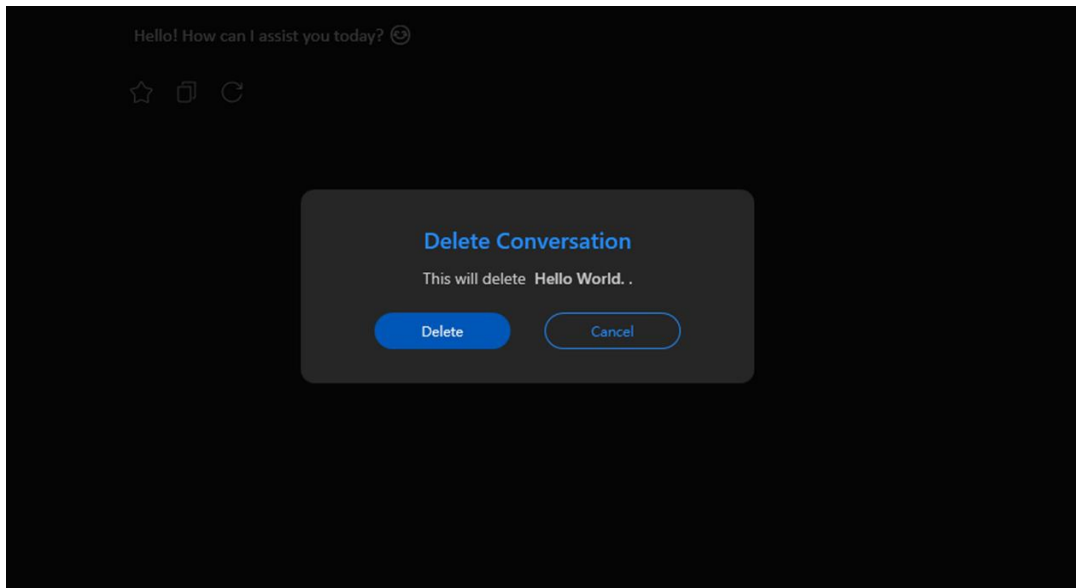 Hello! How can I assist you today?
Delete Conversation
This will delete Hello World. .
Delete
Cancel